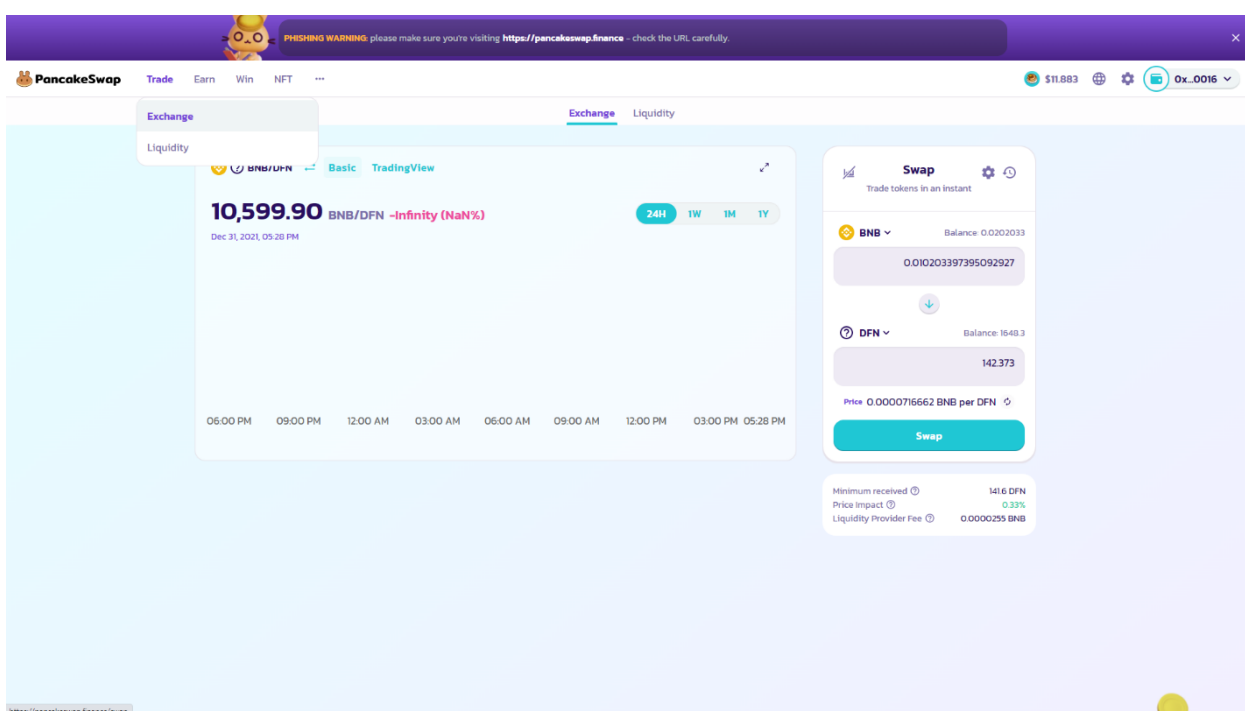 PHISHING WARNING: please make sure you're visiting https://pancakeswap.finance - check the URL carefully.
PancakeSwap Trade Earn Win NFT ... $11.883 0x...0016
Exchange
Liquidity
Exchange Liquidity
BNB/DFN Basic TradingView
10,599.90 BNB/DFN -Infinity (NaN%)
24H 1W 1M 1Y
Dec 31, 2021, 05:28 PM
06:00 PM 09:00 PM 12:00 AM 03:00 AM 06:00 AM 09:00 AM 12:00 PM 03:00 PM 05:28 PM
Swap
Trade tokens in an instant
BNB Balance: 0.0202033
0.010203397395092927
DFN Balance: 1648.3
142.373
Price 0.0000716662 BNB per DFN
Swap
Minimum received 141.6 DFN
Price Impact 0.33%
Liquidity Provider Fee 0.0000255 BNB